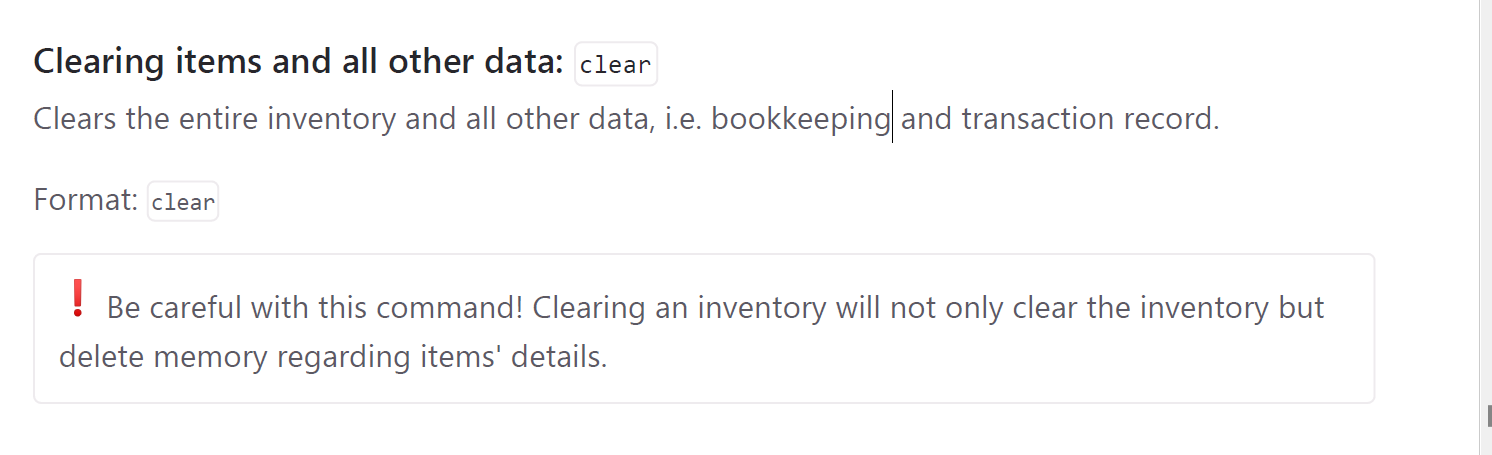 Clearing items and all other data: clear
Clears the entire inventory and all other data, i.e. bookkeeping and transaction record.
Format: clear
❗ Be careful with this command! Clearing an inventory will not only clear the inventory but
delete memory regarding items' details.